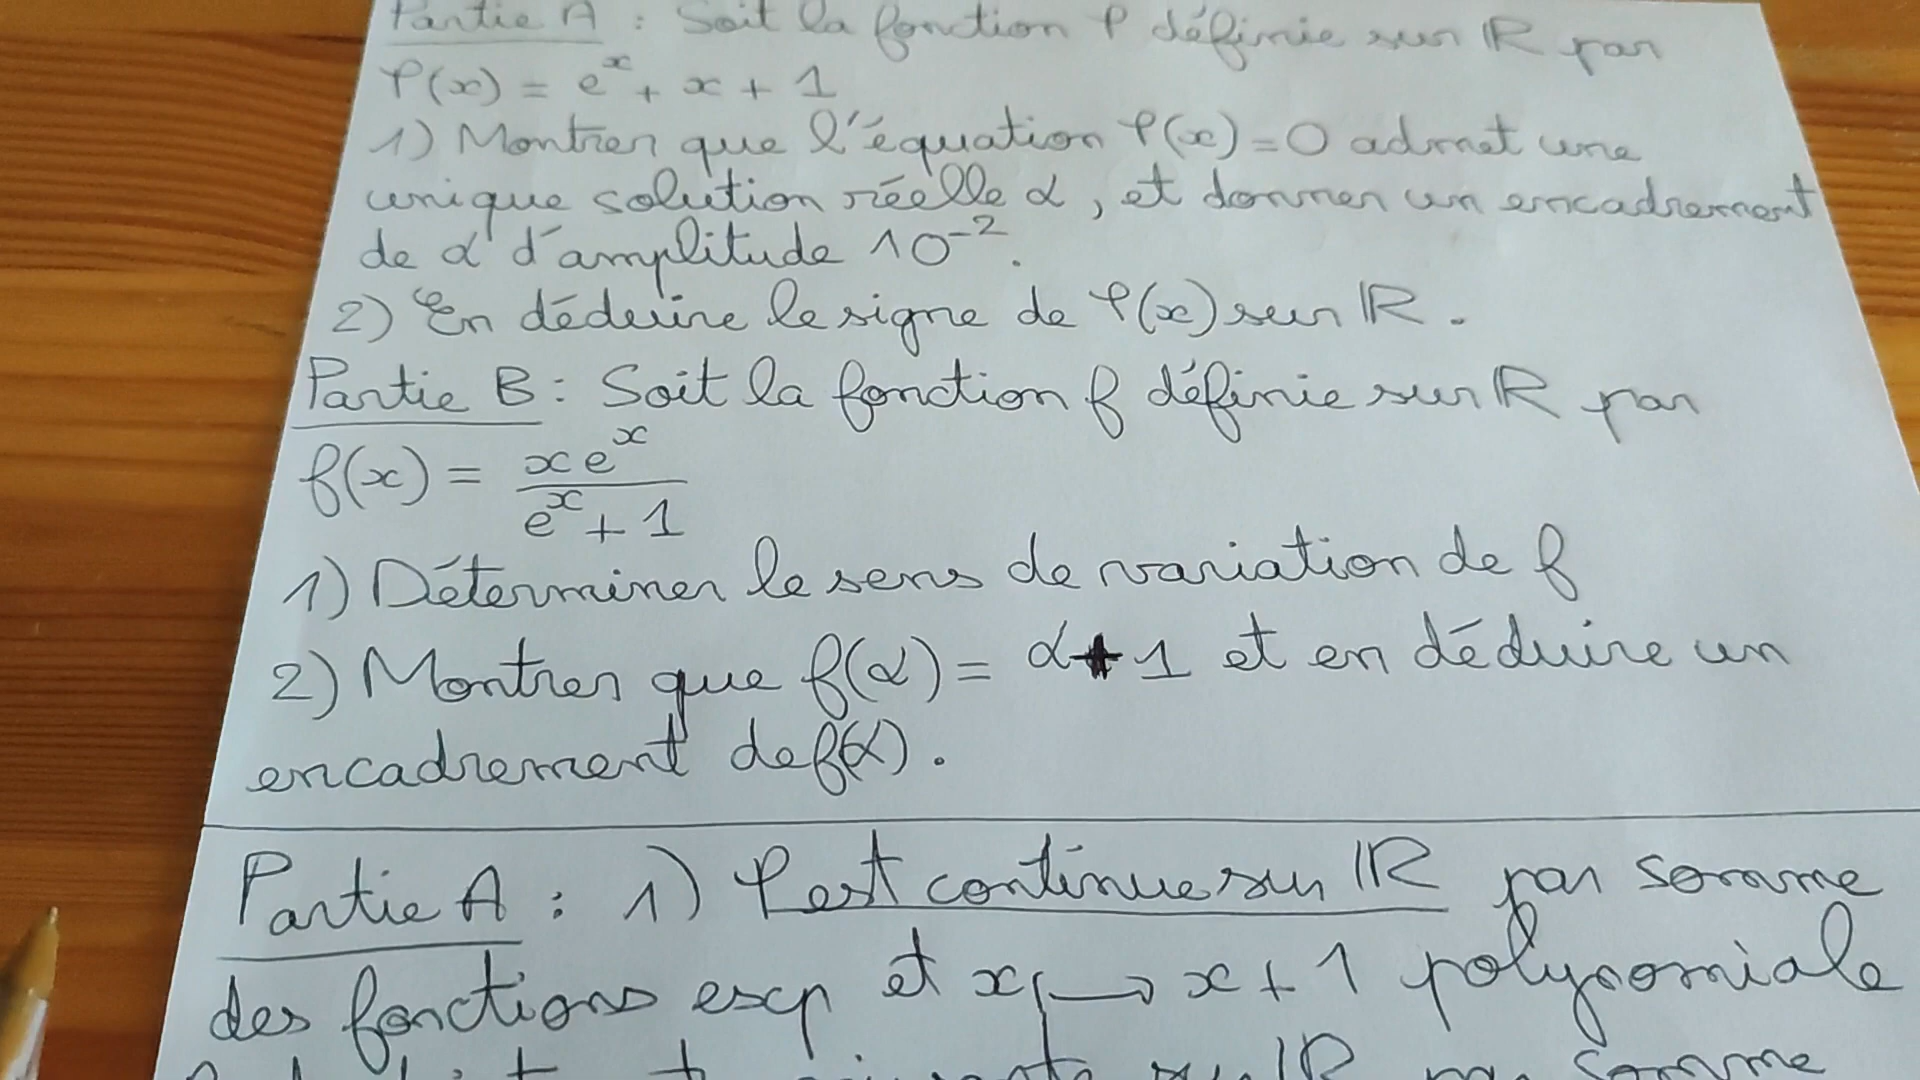 Partie A : Soit la fonction φ définie sur ℝ par
φ(x) = e^x + x + 1
1) Montrer que l'équation φ(x)=0 admet une
unique solution réelle α, et donner un encadrement
de α d'amplitude 10^-2.
2) En déduire le signe de φ(x) sur ℝ.
Partie B : Soit la fonction f définie sur ℝ par
f(x) = xe^x / (e^x + 1)
1) Déterminer le sens de variation de f
2) Montrer que f(α) = α+1 et en déduire un
encadrement de f(α).
Partie A : 1) φ est continue sur ℝ par somme
des fonctions exp et x ↦ x+1 polynomiale
sur ℝ par somme